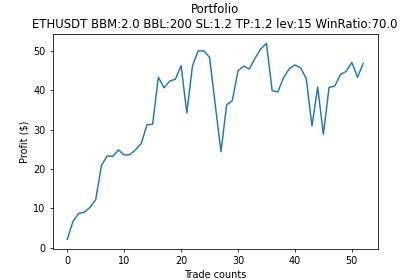 Portfolio
ETHUSDT BBM:2.0 BBL:200 SL:1.2 TP:1.2 lev:15 WinRatio:70.0
Profit ($)
50
40
30
20
10
0
0 10 20 30 40 50
Trade counts